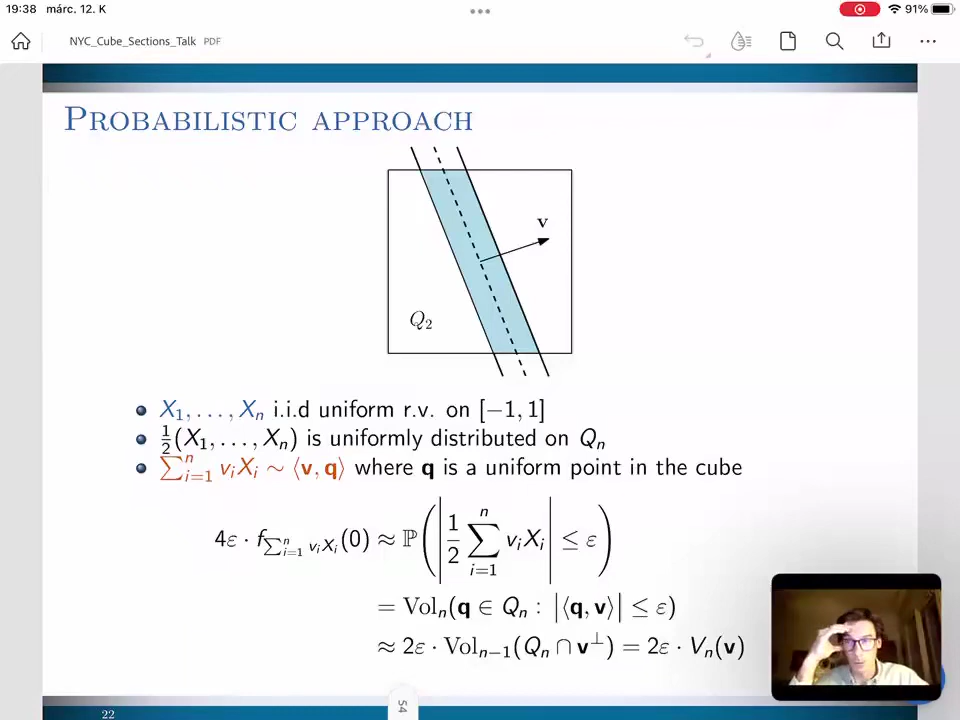 19:38 márc. 12. K
91%
NYC_Cube_Sections_Talk PDF
PROBABILISTIC APPROACH
v
Q₂
X₁, . . . , Xₙ i.i.d uniform r.v. on [−1, 1]
½(X₁, . . . , Xₙ) is uniformly distributed on Qₙ
∑ⁿᵢ₌₁ vᵢXᵢ ∼ ⟨v, q⟩ where q is a uniform point in the cube
4ε · f_{∑ⁿᵢ₌₁ vᵢXᵢ}(0) ≈ ℙ(|½ ∑ⁿᵢ₌₁ vᵢXᵢ| ≤ ε)
= Volₙ(q ∈ Qₙ : |⟨q, v⟩| ≤ ε)
≈ 2ε · Volₙ₋₁(Qₙ ∩ v^⊥) = 2ε · Vₙ(v)
22
54